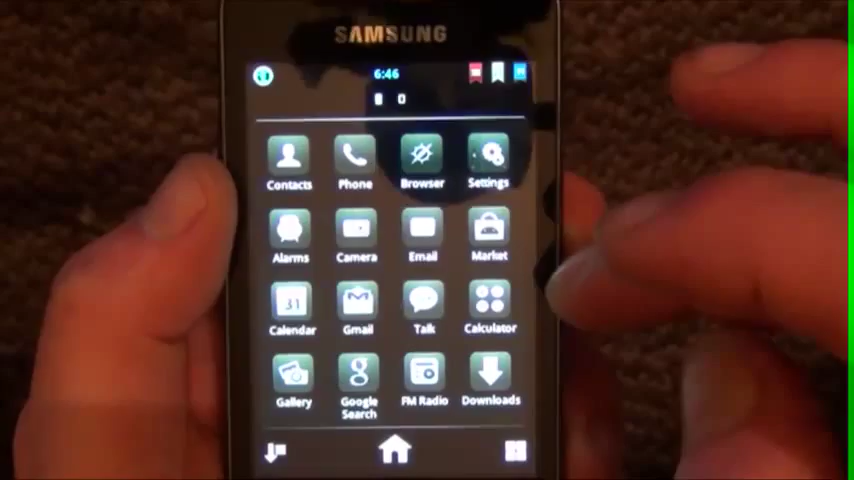 SAMSUNG
6:46
Contacts Phone Browser Settings
Alarms Camera Email Market
31
Calendar Gmail Talk Calculator
g
Gallery Google Search FM Radio Downloads